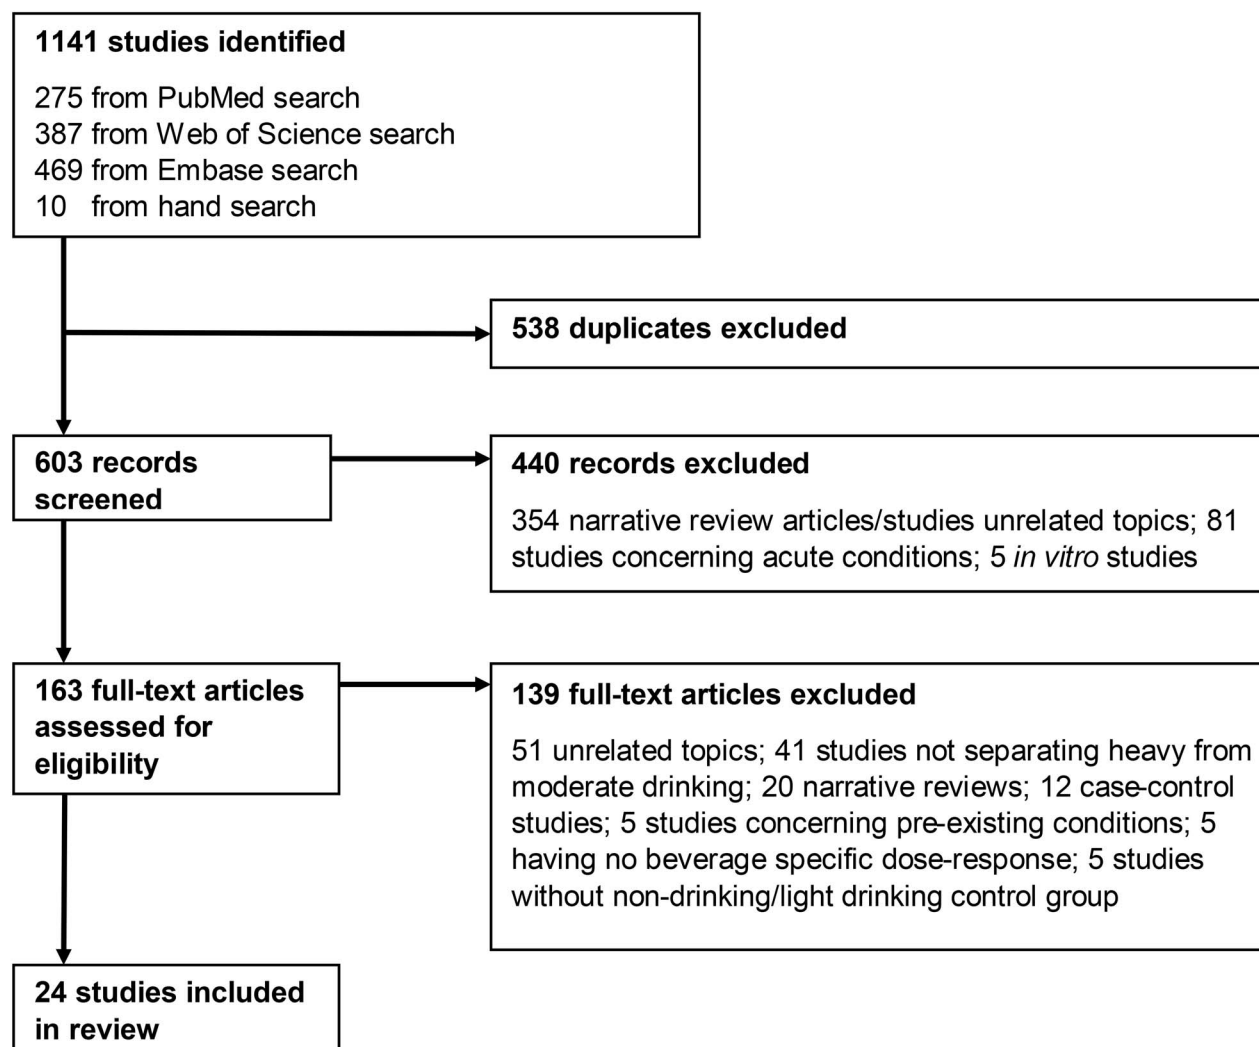 1141 studies identified
275 from PubMed search
387 from Web of Science search
469 from Embase search
10 from hand search
538 duplicates excluded
603 records
screened
440 records excluded
354 narrative review articles/studies unrelated topics; 81
studies concerning acute conditions; 5 in vitro studies
163 full-text articles
assessed for
eligibility
139 full-text articles excluded
51 unrelated topics; 41 studies not separating heavy from
moderate drinking; 20 narrative reviews; 12 case-control
studies; 5 studies concerning pre-existing conditions; 5
having no beverage specific dose-response; 5 studies
without non-drinking/light drinking control group
24 studies included
in review